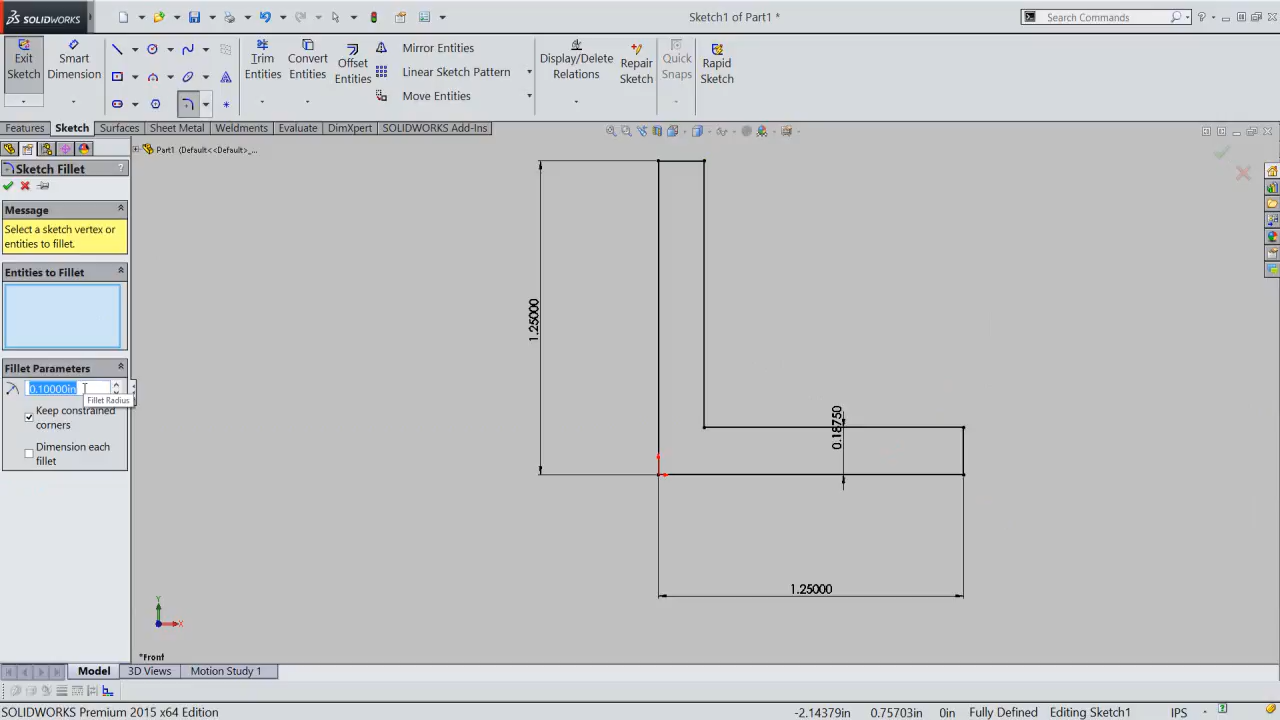 SOLIDWORKS
Sketch1 of Part1 *
Search Commands
Exit
Sketch
Smart
Dimension
Trim
Entities
Convert
Entities
Offset
Entities
Mirror Entities
Linear Sketch Pattern
Move Entities
Display/Delete
Relations
Repair
Sketch
Quick
Snaps
Rapid
Sketch
Features
Sketch
Surfaces
Sheet Metal
Weldments
Evaluate
DimXpert
SOLIDWORKS Add-Ins
Part1 (Default<<Default>_...
Sketch Fillet
?
Message
Select a sketch vertex or
entities to fillet.
Entities to Fillet
Fillet Parameters
0.10000in
Fillet Radius
Keep constrained
corners
Dimension each
fillet
1.25000
0.18750
1.25000
Y
X
*Front
Model
3D Views
Motion Study 1
SOLIDWORKS Premium 2015 x64 Edition
-2.14379in
0.75703in
0in
Fully Defined
Editing Sketch1
IPS